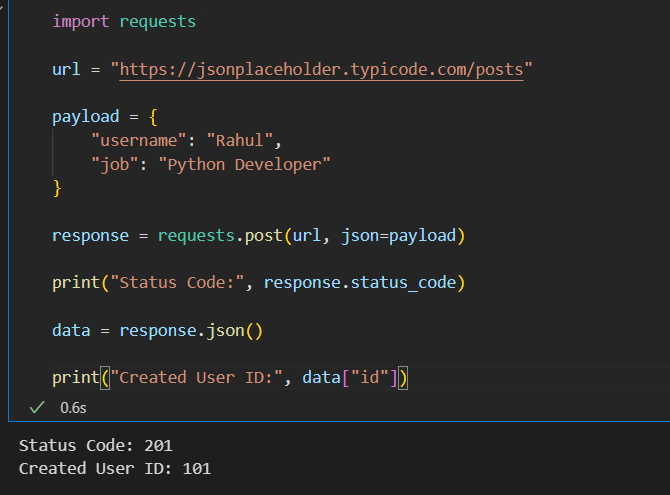 import requests
url = "https://jsonplaceholder.typicode.com/posts"
payload = {
    "username": "Rahul",
    "job": "Python Developer"
}
response = requests.post(url, json=payload)
print("Status Code:", response.status_code)
data = response.json()
print("Created User ID:", data["id"])
0.6s
Status Code: 201
Created User ID: 101